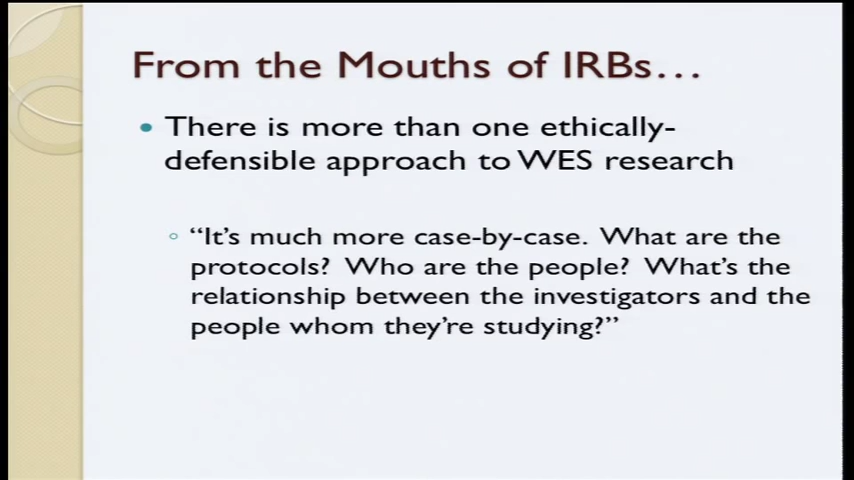 From the Mouths of IRBs…
• There is more than one ethically-
defensible approach to WES research
◦ “It’s much more case-by-case. What are the
protocols? Who are the people? What’s the
relationship between the investigators and the
people whom they’re studying?”